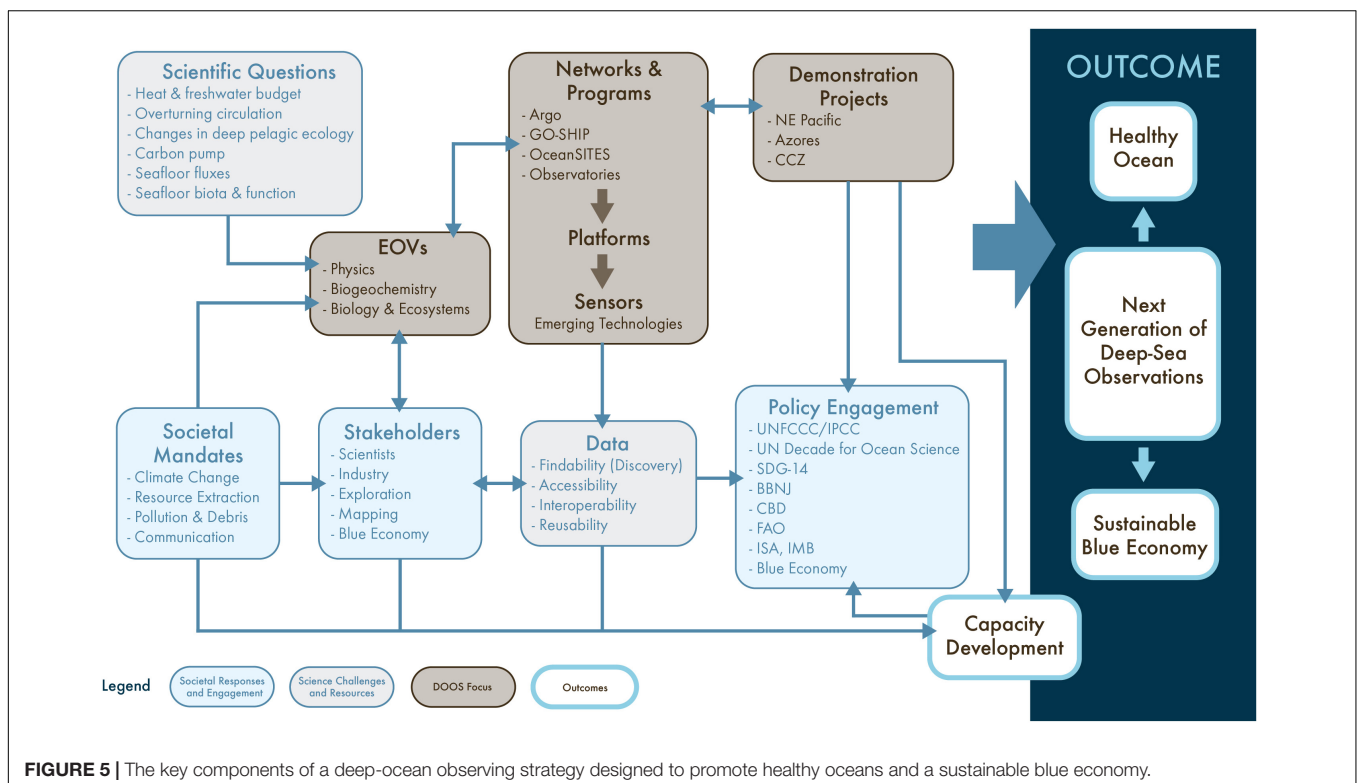 Scientific Questions
- Heat & freshwater budget
- Overturning circulation
- Changes in deep pelagic ecology
- Carbon pump
- Seafloor fluxes
- Seafloor biota & function
Networks &
Programs
- Argo
- GO-SHIP
- OceanSITES
- Observatories
Platforms
Sensors
Emerging Technologies
Demonstration
Projects
- NE Pacific
- Azores
- CCZ
EOVs
- Physics
- Biogeochemistry
- Biology & Ecosystems
Societal
Mandates
- Climate Change
- Resource Extraction
- Pollution & Debris
- Communication
Stakeholders
- Scientists
- Industry
- Exploration
- Mapping
- Blue Economy
Data
- Findability (Discovery)
- Accessibility
- Interoperability
- Reusability
Policy Engagement
- UNFCCC/IPCC
- UN Decade for Ocean Science
- SDG-14
- BBNJ
- CBD
- FAO
- ISA, IMB
- Blue Economy
OUTCOME
Healthy
Ocean
Next
Generation of
Deep-Sea
Observations
Sustainable
Blue Economy
Capacity
Development
Legend
Societal Responses
and Engagement
Science Challenges
and Resources
DOOS Focus
Outcomes
FIGURE 5 | The key components of a deep-ocean observing strategy designed to promote healthy oceans and a sustainable blue economy.